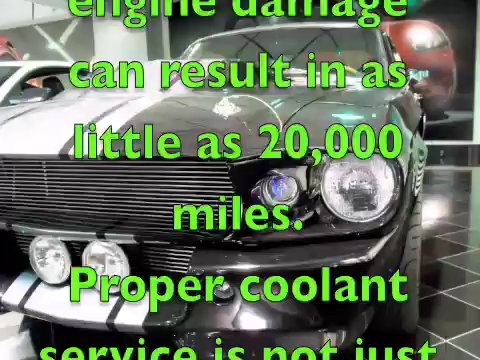 engine damage
can result in as
little as 20,000
miles.
Proper coolant
service is not just